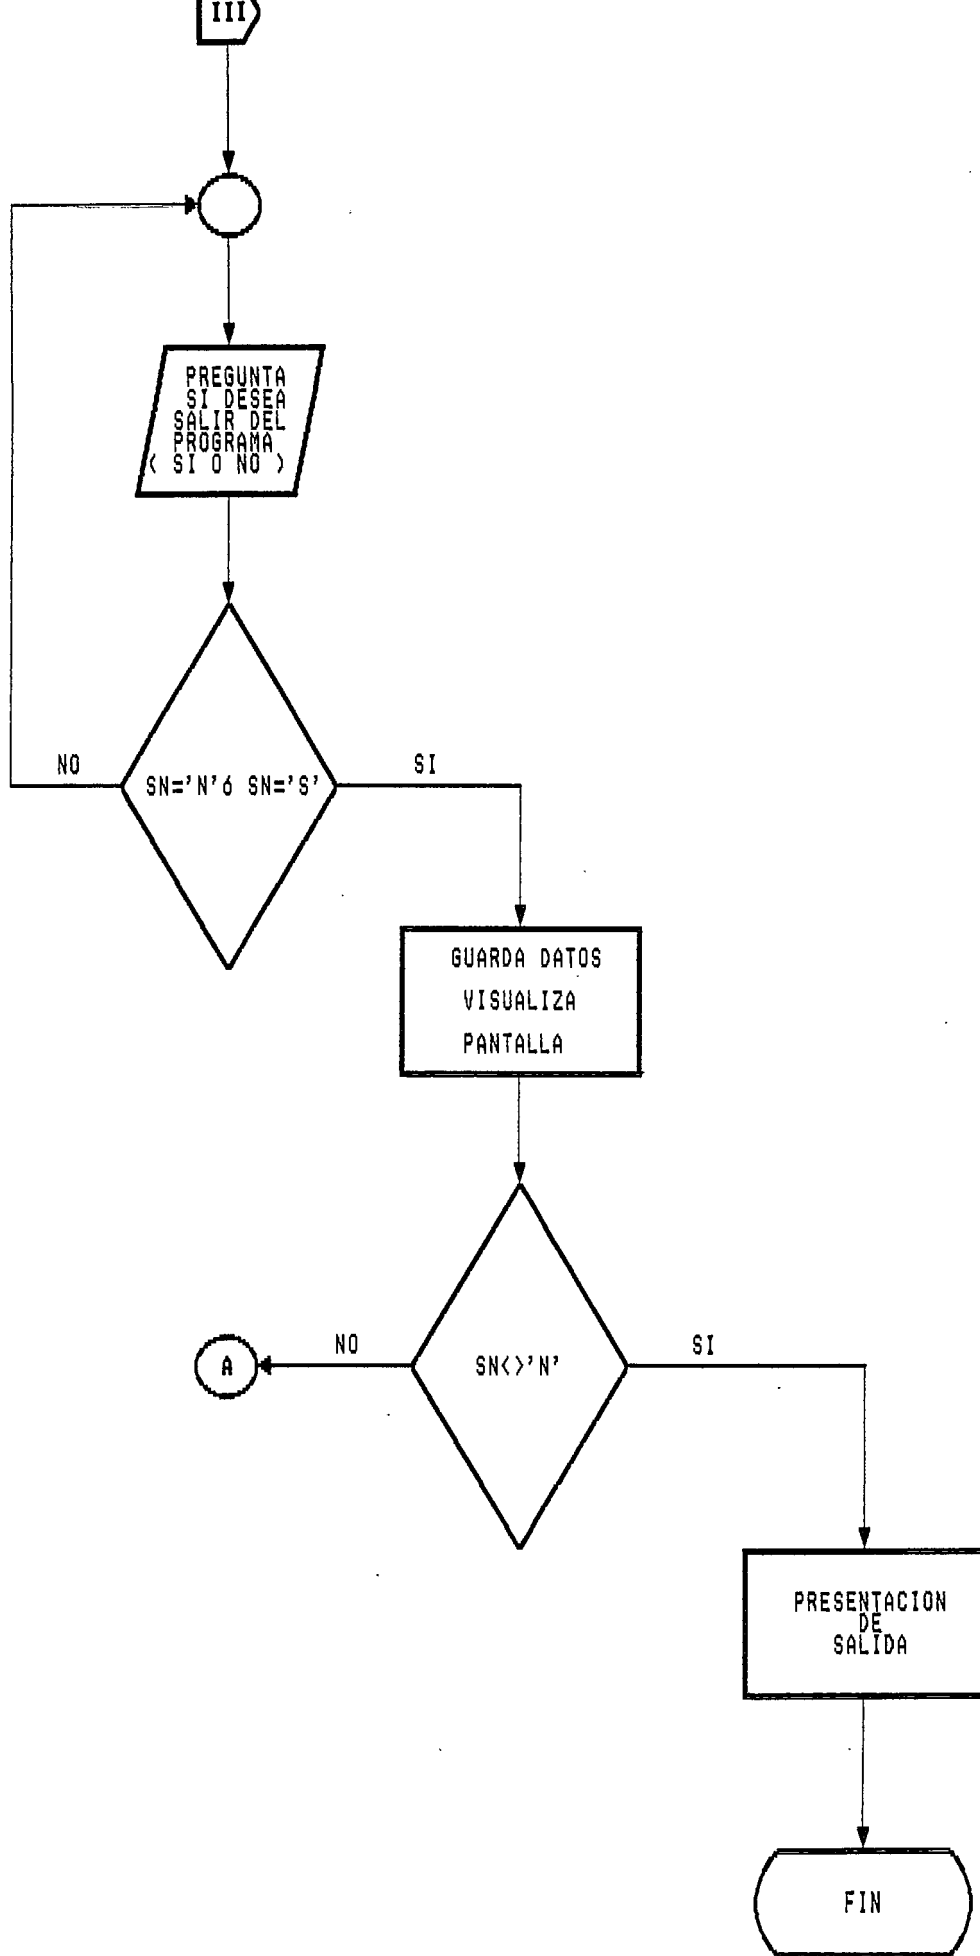 III
PREGUNTA
SI DESEA
SALIR DEL
PROGRAMA
( SI O NO )
NO
SN='N'ó SN='S'
SI
GUARDA DATOS
VISUALIZA
PANTALLA
A
NO
SN<>'N'
SI
PRESENTACION
DE
SALIDA
FIN